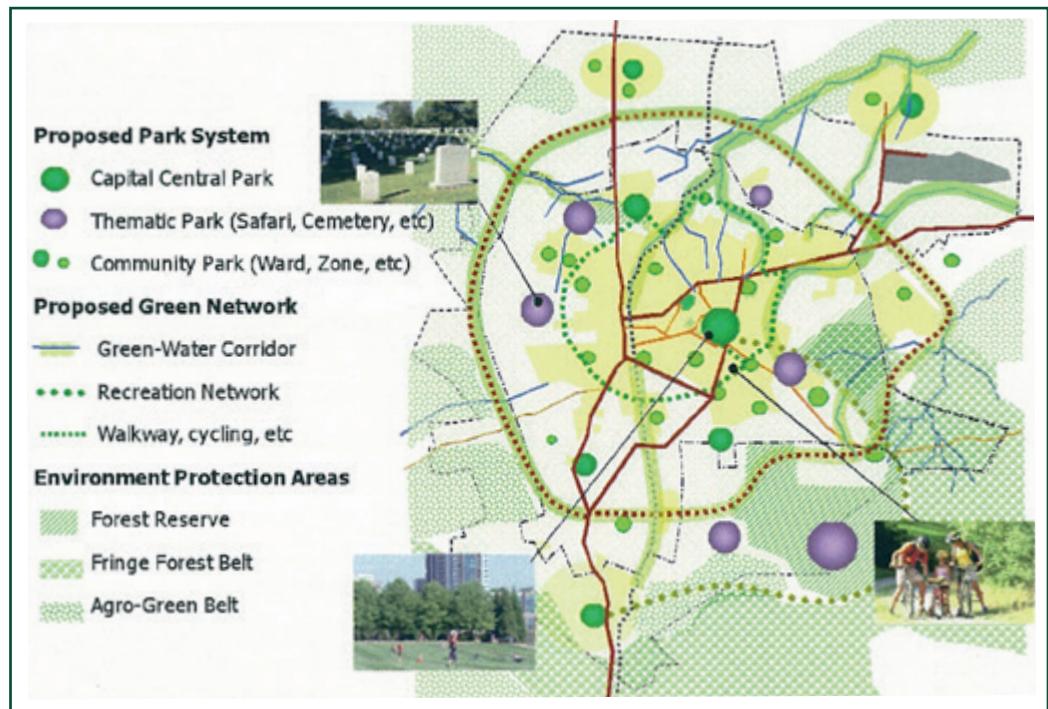 Proposed Park System
Capital Central Park
Thematic Park (Safari, Cemetery, etc)
Community Park (Ward, Zone, etc)
Proposed Green Network
Green-Water Corridor
Recreation Network
Walkway, cycling, etc
Environment Protection Areas
Forest Reserve
Fringe Forest Belt
Agro-Green Belt